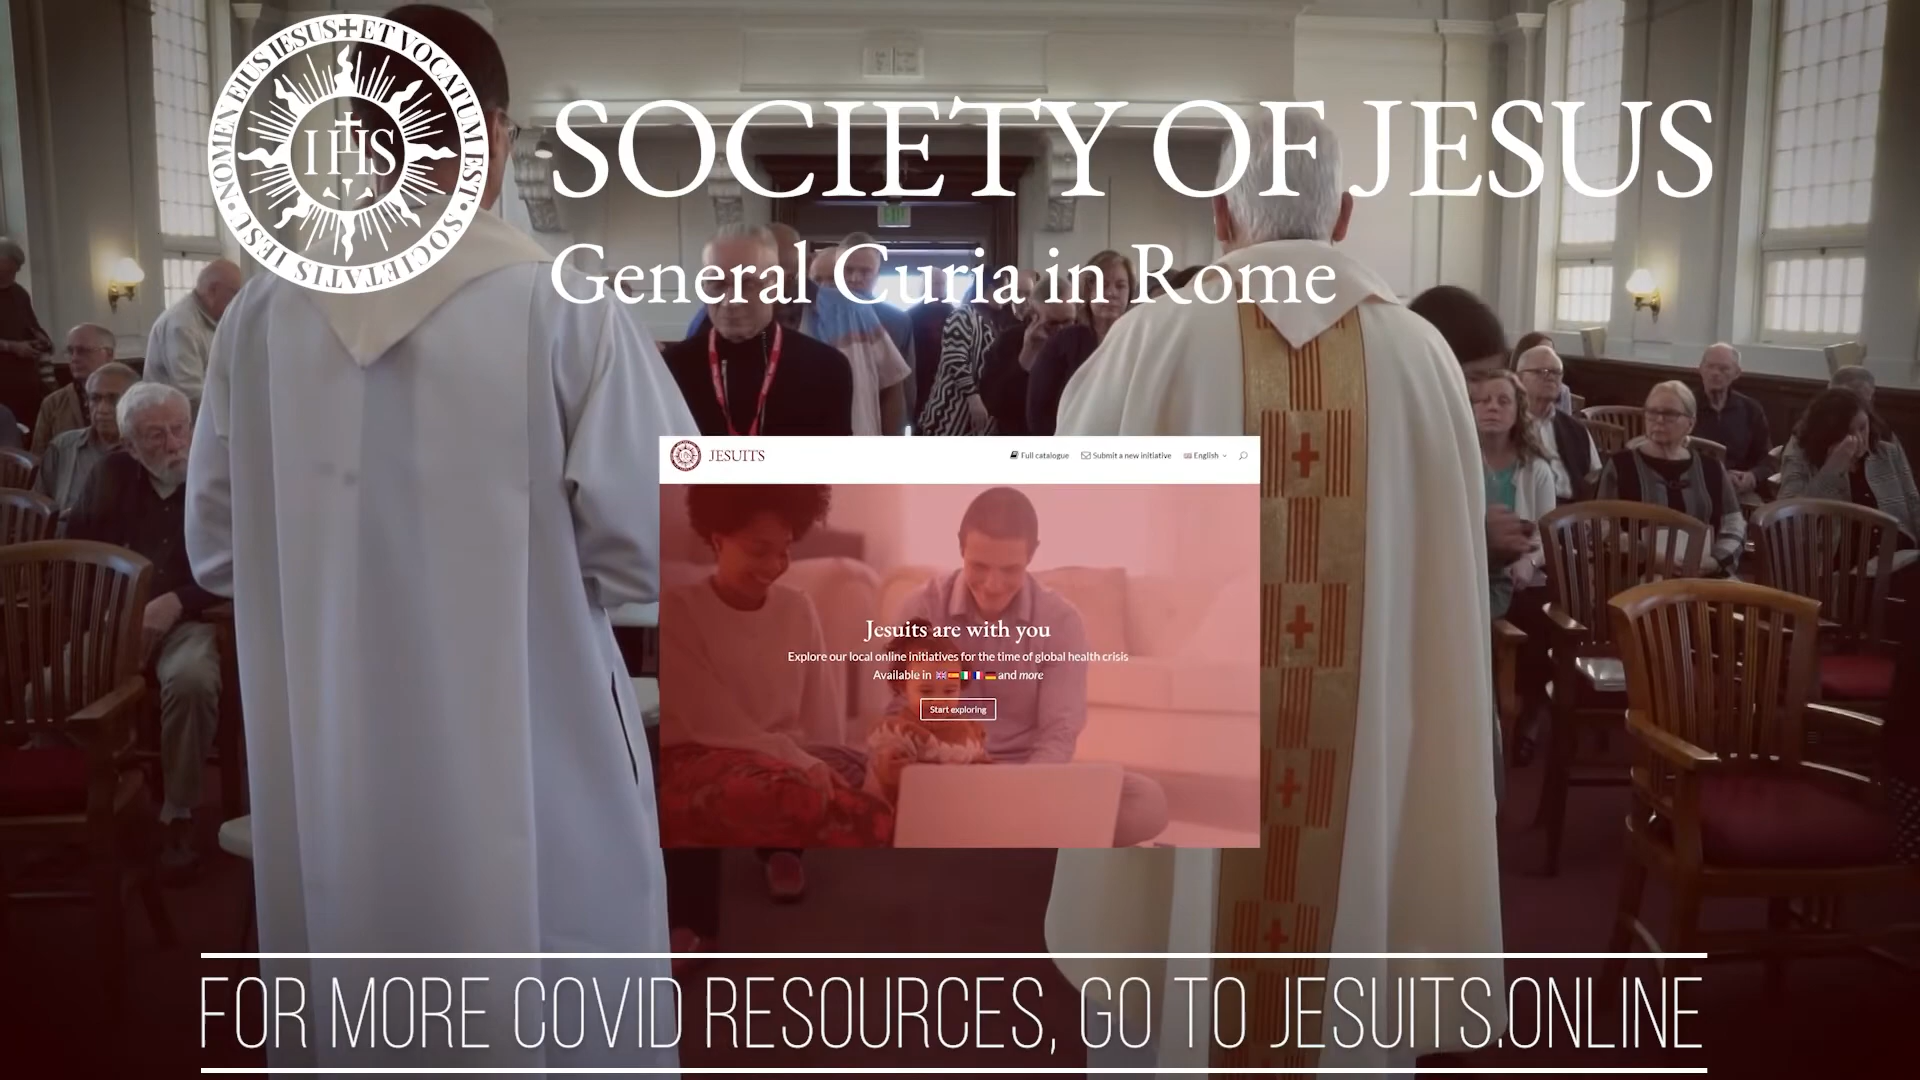 NOMEN EIUS IESUS + ET VOCATUM EST · SOCIETATIS IESU ·
IHS
SOCIETY OF JESUS
General Curia in Rome
EXIT
JESUITS
Full catalogue
Submit a new initiative
English
Jesuits are with you
Explore our local online initiatives for the time of global health crisis
Available in and more
Start exploring
FOR MORE COVID RESOURCES, GO TO JESUITS.ONLINE